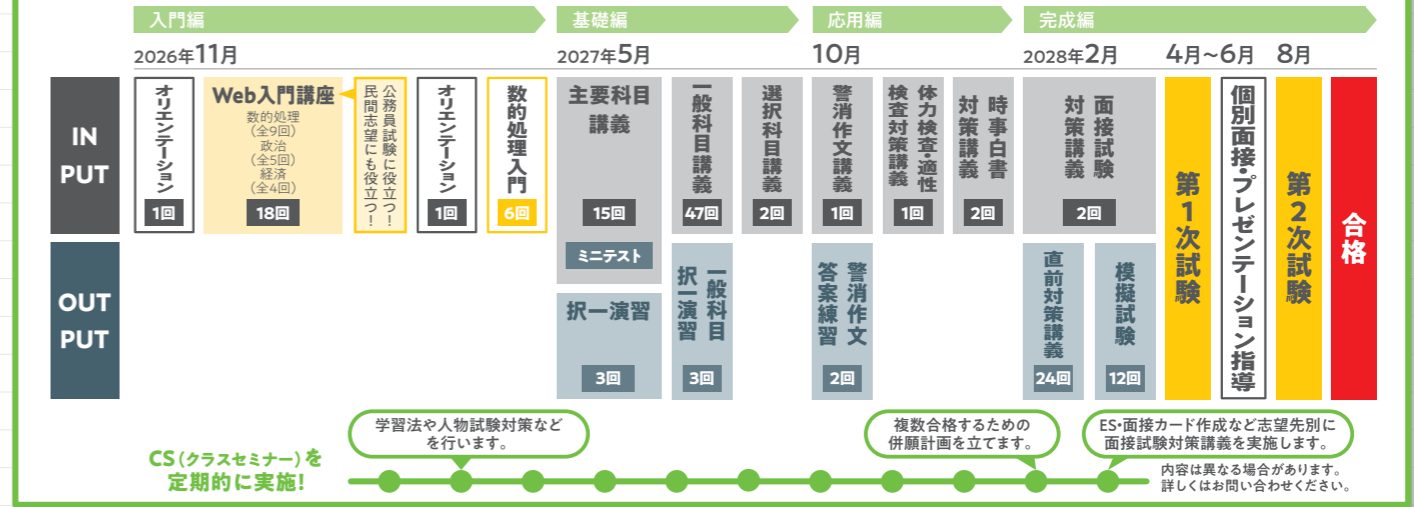 入門編
基礎編
応用編
完成編
2026年11月
2027年5月
10月
2028年2月
4月〜6月
8月
IN
PUT
オリエンテーション
1回
Web入門講座
数的処理
(全9回)
政治
(全5回)
経済
(全4回)
18回
公務員試験に役立つ!
民間志望にも役立つ!
オリエンテーション
1回
数的処理入門
6回
主要科目
講義
15回
ミニテスト
一般科目講義
47回
選択科目講義
2回
警消作文講義
1回
体力検査・適性
検査対策講義
1回
時事白書
対策講義
2回
面接試験
対策講義
2回
第1次試験
個別面接・プレゼンテーション指導
第2次試験
合格
OUT
PUT
択一演習
3回
一般科目
択一演習
3回
警消作文
答案練習
2回
直前対策講義
24回
模擬試験
12回
CS(クラスセミナー)を
定期的に実施!
学習法や人物試験対策など
を行います。
複数合格するための
併願計画を立てます。
ES・面接カード作成など志望先別に
面接試験対策講義を実施します。
内容は異なる場合があります。
詳しくはお問い合わせください。